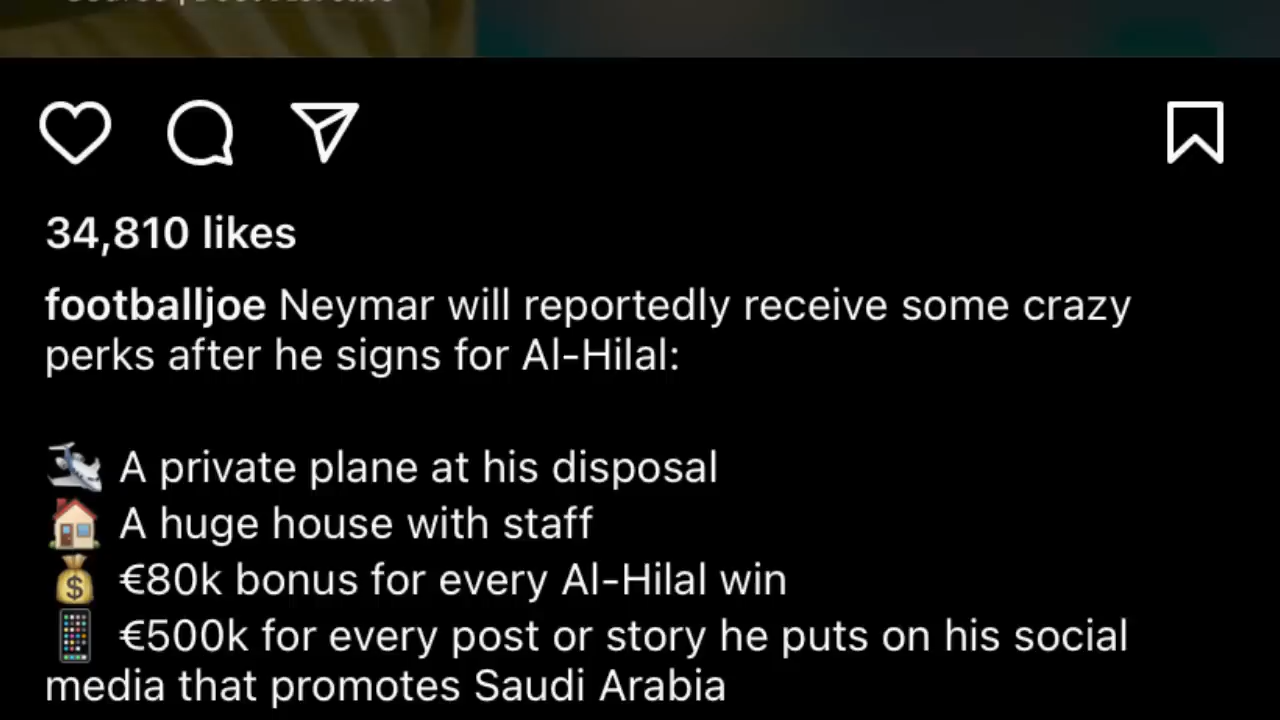 34,810 likes
footballjoe Neymar will reportedly receive some crazy
perks after he signs for Al-Hilal:
🛩️ A private plane at his disposal
🏠 A huge house with staff
💰 €80k bonus for every Al-Hilal win
📱 €500k for every post or story he puts on his social
media that promotes Saudi Arabia